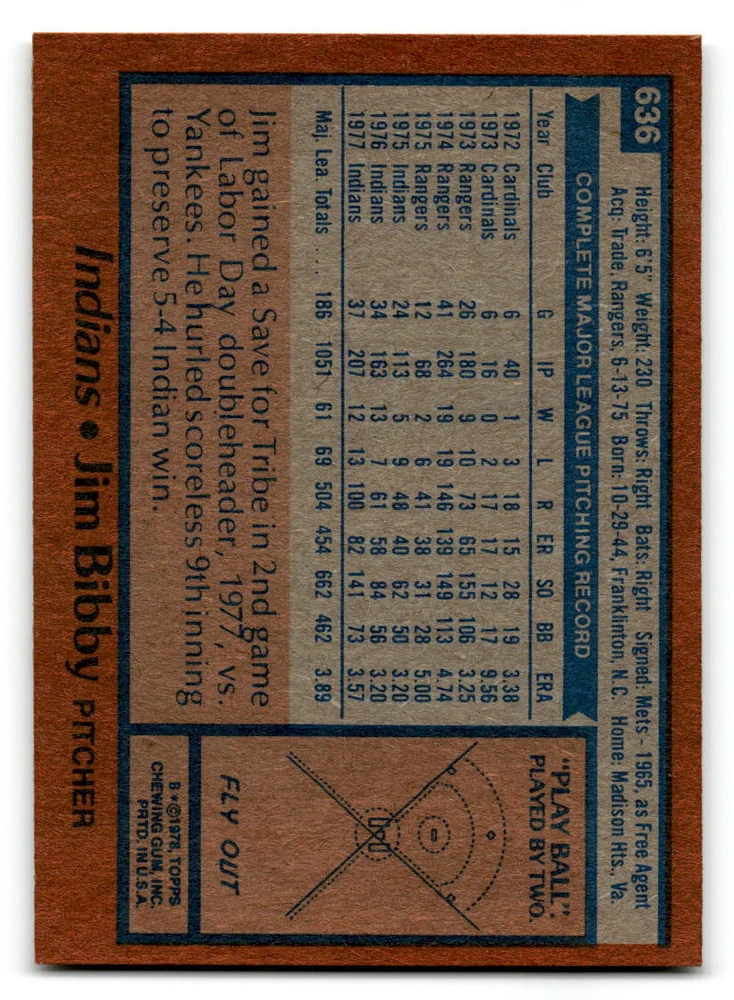 636
Height: 6'5" Weight: 230 Throws: Right Bats: Right Signed: Mets - 1965, as Free Agent
Acq: Trade, Rangers, 6-13-75 Born: 10-29-44, Franklinton, N.C. Home: Madison Hts., Va.
COMPLETE MAJOR LEAGUE PITCHING RECORD
Year Club G IP W L R ER SO BB ERA
1972 Cardinals 6 40 1 3 18 15 28 19 3.38
1973 Cardinals 6 16 0 2 17 17 12 17 9.56
1973 Rangers 26 180 9 10 73 65 155 106 3.25
1974 Rangers 41 264 19 19 146 139 149 113 4.74
1975 Rangers 12 68 2 6 41 38 31 28 5.00
1975 Indians 24 113 5 9 48 40 62 50 3.20
1976 Indians 34 163 13 7 61 58 84 56 3.20
1977 Indians 37 207 12 13 100 82 141 73 3.57
Maj. Lea. Totals .... 186 1051 61 69 504 454 662 462 3.89
Jim gained a Save for Tribe in 2nd game
of Labor Day doubleheader, 1977, vs.
Yankees. He hurled scoreless 9th inning
to preserve 5-4 Indian win.
"PLAY BALL".
PLAYED BY TWO.
FLY OUT
B*©1978, TOPPS
CHEWING GUM, INC.
PRTD. IN U.S.A.
Indians • Jim Bibby PITCHER